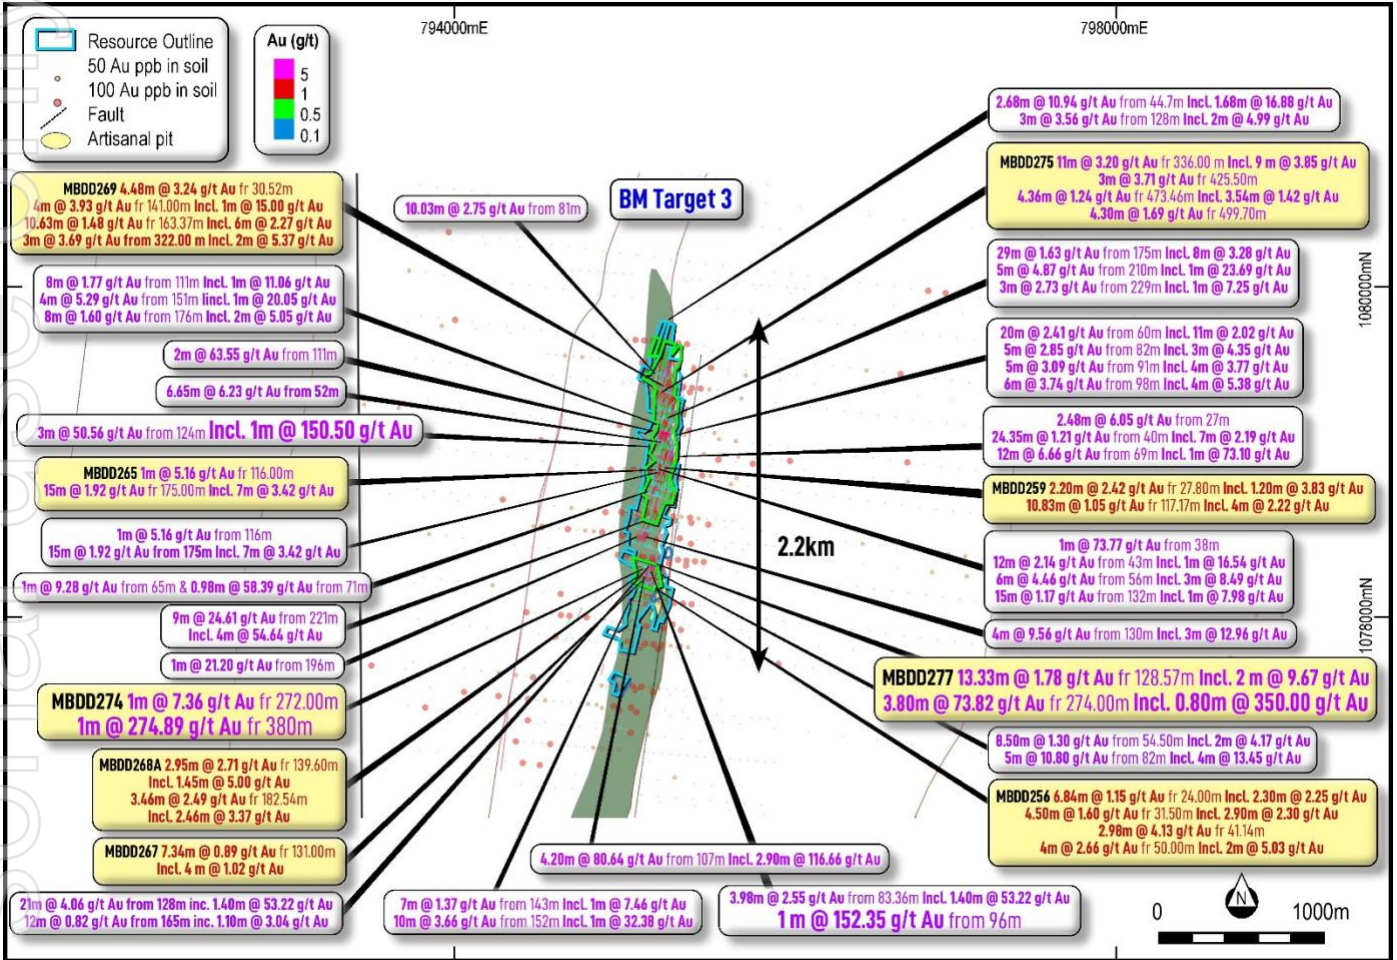 794000mE
798000mE
Resource Outline
50 Au ppb in soil
100 Au ppb in soil
Fault
Artisanal pit
Au (g/t)
5
1
0.5
0.1
BM Target 3
MBDD269 4.48m @ 3.24 g/t Au fr 30.52m
4m @ 3.93 g/t Au fr 141.00m Incl. 1m @ 15.00 g/t Au
10.63m @ 1.48 g/t Au fr 163.37m Incl. 6m @ 2.27 g/t Au
3m @ 3.69 g/t Au from 322.00 m Incl. 2m @ 5.37 g/t Au
10.03m @ 2.75 g/t Au from 81m
8m @ 1.77 g/t Au from 111m Incl. 1m @ 11.06 g/t Au
4m @ 5.29 g/t Au from 151m Iincl. 1m @ 20.05 g/t Au
8m @ 1.60 g/t Au from 176m Incl. 2m @ 5.05 g/t Au
2m @ 63.55 g/t Au from 111m
6.65m @ 6.23 g/t Au from 52m
3m @ 50.56 g/t Au from 124m Incl. 1m @ 150.50 g/t Au
MBDD265 1m @ 5.16 g/t Au fr 116.00m
15m @ 1.92 g/t Au fr 175.00m Incl. 7m @ 3.42 g/t Au
1m @ 5.16 g/t Au from 116m
15m @ 1.92 g/t Au from 175m Incl. 7m @ 3.42 g/t Au
1m @ 9.28 g/t Au from 65m & 0.98m @ 58.39 g/t Au from 71m
9m @ 24.61 g/t Au from 221m
Incl. 4m @ 54.64 g/t Au
1m @ 21.20 g/t Au from 196m
MBDD274 1m @ 7.36 g/t Au fr 272.00m
1m @ 274.89 g/t Au fr 380m
MBDD268A 2.95m @ 2.71 g/t Au fr 139.60m
Incl. 1.45m @ 5.00 g/t Au
3.46m @ 2.49 g/t Au fr 182.54m
Incl. 2.46m @ 3.37 g/t Au
MBDD267 7.34m @ 0.89 g/t Au fr 131.00m
Incl. 4 m @ 1.02 g/t Au
21m @ 4.06 g/t Au from 128m inc. 1.40m @ 53.22 g/t Au
12m @ 0.82 g/t Au from 165m inc. 1.10m @ 3.04 g/t Au
7m @ 1.37 g/t Au from 143m Incl. 1m @ 7.46 g/t Au
10m @ 3.66 g/t Au from 152m Incl. 1m @ 32.38 g/t Au
4.20m @ 80.64 g/t Au from 107m Incl. 2.90m @ 116.66 g/t Au
3.98m @ 2.55 g/t Au from 83.36m Incl. 1.40m @ 53.22 g/t Au
1 m @ 152.35 g/t Au from 96m
2.2km
2.68m @ 10.94 g/t Au from 44.7m Incl. 1.68m @ 16.88 g/t Au
3m @ 3.56 g/t Au from 128m Incl. 2m @ 4.99 g/t Au
MBDD275 11m @ 3.20 g/t Au fr 336.00 m Incl. 9 m @ 3.85 g/t Au
3m @ 3.71 g/t Au fr 425.50m
4.36m @ 1.24 g/t Au fr 473.46m Incl. 3.54m @ 1.42 g/t Au
4.30m @ 1.69 g/t Au fr 499.70m
29m @ 1.63 g/t Au from 175m Incl. 8m @ 3.28 g/t Au
5m @ 4.87 g/t Au from 210m Incl. 1m @ 23.69 g/t Au
3m @ 2.73 g/t Au from 229m Incl. 1m @ 7.25 g/t Au
20m @ 2.41 g/t Au from 60m Incl. 11m @ 2.02 g/t Au
5m @ 2.85 g/t Au from 82m Incl. 3m @ 4.35 g/t Au
5m @ 3.09 g/t Au from 91m Incl. 4m @ 3.77 g/t Au
6m @ 3.74 g/t Au from 98m Incl. 4m @ 5.38 g/t Au
2.48m @ 6.05 g/t Au from 27m
24.35m @ 1.21 g/t Au from 40m Incl. 7m @ 2.19 g/t Au
12m @ 6.66 g/t Au from 69m Incl. 1m @ 73.10 g/t Au
MBDD259 2.20m @ 2.42 g/t Au fr 27.80m Incl. 1.20m @ 3.83 g/t Au
10.83m @ 1.05 g/t Au fr 117.17m Incl. 4m @ 2.22 g/t Au
1m @ 73.77 g/t Au from 38m
12m @ 2.14 g/t Au from 43m Incl. 1m @ 16.54 g/t Au
6m @ 4.46 g/t Au from 56m Incl. 3m @ 8.49 g/t Au
15m @ 1.17 g/t Au from 132m Incl. 1m @ 7.98 g/t Au
4m @ 9.56 g/t Au from 130m Incl. 3m @ 12.96 g/t Au
MBDD277 13.33m @ 1.78 g/t Au fr 128.57m Incl. 2 m @ 9.67 g/t Au
3.80m @ 73.82 g/t Au fr 274.00m Incl. 0.80m @ 350.00 g/t Au
8.50m @ 1.30 g/t Au from 54.50m Incl. 2m @ 4.17 g/t Au
5m @ 10.80 g/t Au from 82m Incl. 4m @ 13.45 g/t Au
MBDD256 6.84m @ 1.15 g/t Au fr 24.00m Incl. 2.30m @ 2.25 g/t Au
4.50m @ 1.60 g/t Au fr 31.50m Incl. 2.90m @ 2.30 g/t Au
2.98m @ 4.13 g/t Au fr 41.14m
4m @ 2.66 g/t Au fr 50.00m Incl. 2m @ 5.03 g/t Au
1080000mN
1078000mN
N
0 1000m